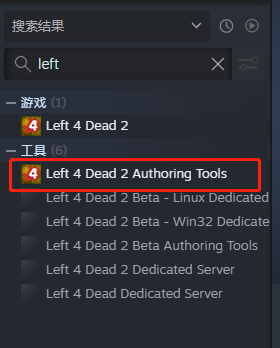 搜索结果
left
游戏 (1)
Left 4 Dead 2
工具 (6)
Left 4 Dead 2 Authoring Tools
Left 4 Dead 2 Beta - Linux Dedicated
Left 4 Dead 2 Beta - Win32 Dedicate
Left 4 Dead 2 Beta Authoring Tools
Left 4 Dead 2 Dedicated Server
Left 4 Dead Dedicated Server